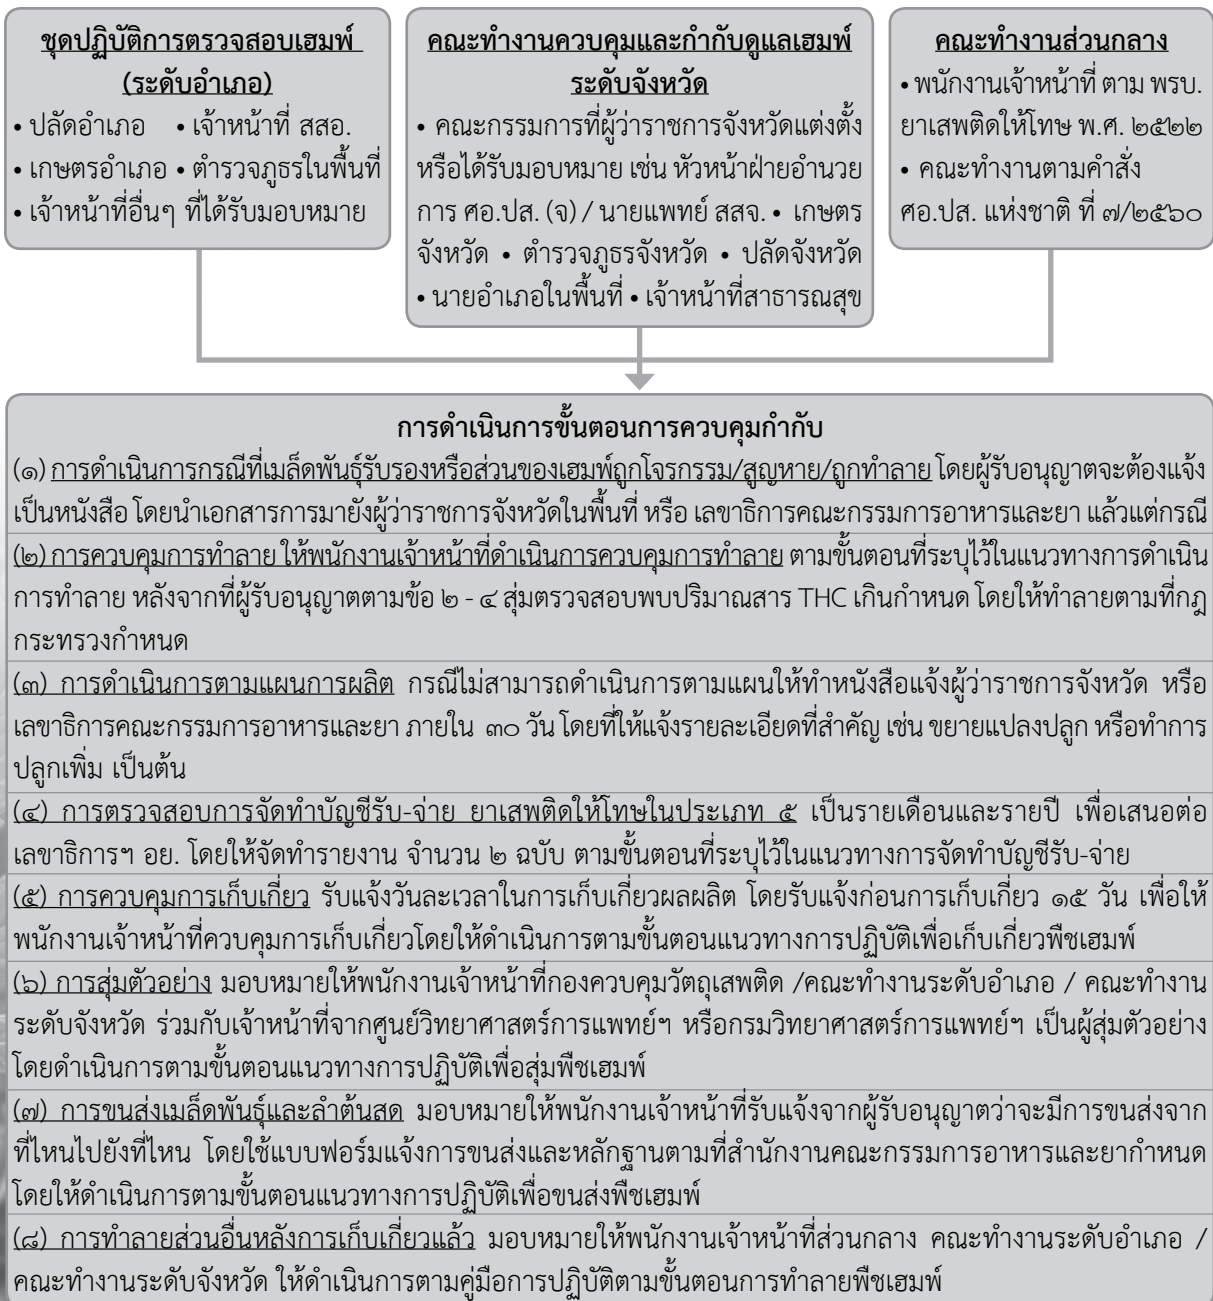 ชุดปฏิบัติการตรวจสอบเฮมพ์
(ระดับอำเภอ)
• ปลัดอำเภอ • เจ้าหน้าที่ สสอ.
• เกษตรอำเภอ • ตำรวจภูธรในพื้นที่
• เจ้าหน้าที่อื่นๆ ที่ได้รับมอบหมาย
คณะทำงานควบคุมและกำกับดูแลเฮมพ์
ระดับจังหวัด
• คณะกรรมการที่ผู้ว่าราชการจังหวัดแต่งตั้ง
หรือได้รับมอบหมาย เช่น หัวหน้าฝ่ายอำนวย
การ ศอ.ปส. (จ) / นายแพทย์ สสจ. • เกษตร
จังหวัด • ตำรวจภูธรจังหวัด • ปลัดจังหวัด
• นายอำเภอในพื้นที่ • เจ้าหน้าที่สาธารณสุข
คณะทำงานส่วนกลาง
• พนักงานเจ้าหน้าที่ ตาม พรบ.
ยาเสพติดให้โทษ พ.ศ. ๒๕๒๒
• คณะทำงานตามคำสั่ง
ศอ.ปส. แห่งชาติ ที่ ๗/๒๕๖๐
การดำเนินการขั้นตอนการควบคุมกำกับ
(๑) การดำเนินการกรณีที่เมล็ดพันธุ์รับรองหรือส่วนของเฮมพ์ถูกโจรกรรม/สูญหาย/ถูกทำลาย โดยผู้รับอนุญาตจะต้องแจ้ง
เป็นหนังสือ โดยนำเอกสารการมายังผู้ว่าราชการจังหวัดในพื้นที่ หรือ เลขาธิการคณะกรรมการอาหารและยา แล้วแต่กรณี
(๒) การควบคุมการทำลาย ให้พนักงานเจ้าหน้าที่ดำเนินการควบคุมการทำลาย ตามขั้นตอนที่ระบุไว้ในแนวทางการดำเนิน
การทำลาย หลังจากที่ผู้รับอนุญาตตามข้อ ๒ - ๔ สุ่มตรวจสอบพบปริมาณสาร THC เกินกำหนด โดยให้ทำลายตามที่กฎ
กระทรวงกำหนด
(๓) การดำเนินการตามแผนการผลิต กรณีไม่สามารถดำเนินการตามแผนให้ทำหนังสือแจ้งผู้ว่าราชการจังหวัด หรือ
เลขาธิการคณะกรรมการอาหารและยา ภายใน ๓๐ วัน โดยที่ให้แจ้งรายละเอียดที่สำคัญ เช่น ขยายแปลงปลูก หรือทำการ
ปลูกเพิ่ม เป็นต้น
(๔) การตรวจสอบการจัดทำบัญชีรับ-จ่าย ยาเสพติดให้โทษในประเภท ๕ เป็นรายเดือนและรายปี เพื่อเสนอต่อ
เลขาธิการฯ อย. โดยให้จัดทำรายงาน จำนวน ๒ ฉบับ ตามขั้นตอนที่ระบุไว้ในแนวทางการจัดทำบัญชีรับ-จ่าย
(๕) การควบคุมการเก็บเกี่ยว รับแจ้งวันละเวลาในการเก็บเกี่ยวผลผลิต โดยรับแจ้งก่อนการเก็บเกี่ยว ๑๕ วัน เพื่อให้
พนักงานเจ้าหน้าที่ควบคุมการเก็บเกี่ยวโดยให้ดำเนินการตามขั้นตอนแนวทางการปฏิบัติเพื่อเก็บเกี่ยวพืชเฮมพ์
(๖) การสุ่มตัวอย่าง มอบหมายให้พนักงานเจ้าหน้าที่กองควบคุมวัตถุเสพติด /คณะทำงานระดับอำเภอ / คณะทำงาน
ระดับจังหวัด ร่วมกับเจ้าหน้าที่จากศูนย์วิทยาศาสตร์การแพทย์ฯ หรือกรมวิทยาศาสตร์การแพทย์ฯ เป็นผู้สุ่มตัวอย่าง
โดยดำเนินการตามขั้นตอนแนวทางการปฏิบัติเพื่อสุ่มพืชเฮมพ์
(๗) การขนส่งเมล็ดพันธุ์และลำต้นสด มอบหมายให้พนักงานเจ้าหน้าที่รับแจ้งจากผู้รับอนุญาตว่าจะมีการขนส่งจาก
ที่ไหนไปยังที่ไหน โดยใช้แบบฟอร์มแจ้งการขนส่งและหลักฐานตามที่สำนักงานคณะกรรมการอาหารและยากำหนด
โดยให้ดำเนินการตามขั้นตอนแนวทางการปฏิบัติเพื่อขนส่งพืชเฮมพ์
(๘) การทำลายส่วนอื่นหลังการเก็บเกี่ยวแล้ว มอบหมายให้พนักงานเจ้าหน้าที่ส่วนกลาง คณะทำงานระดับอำเภอ /
คณะทำงานระดับจังหวัด ให้ดำเนินการตามคู่มือการปฏิบัติตามขั้นตอนการทำลายพืชเฮมพ์